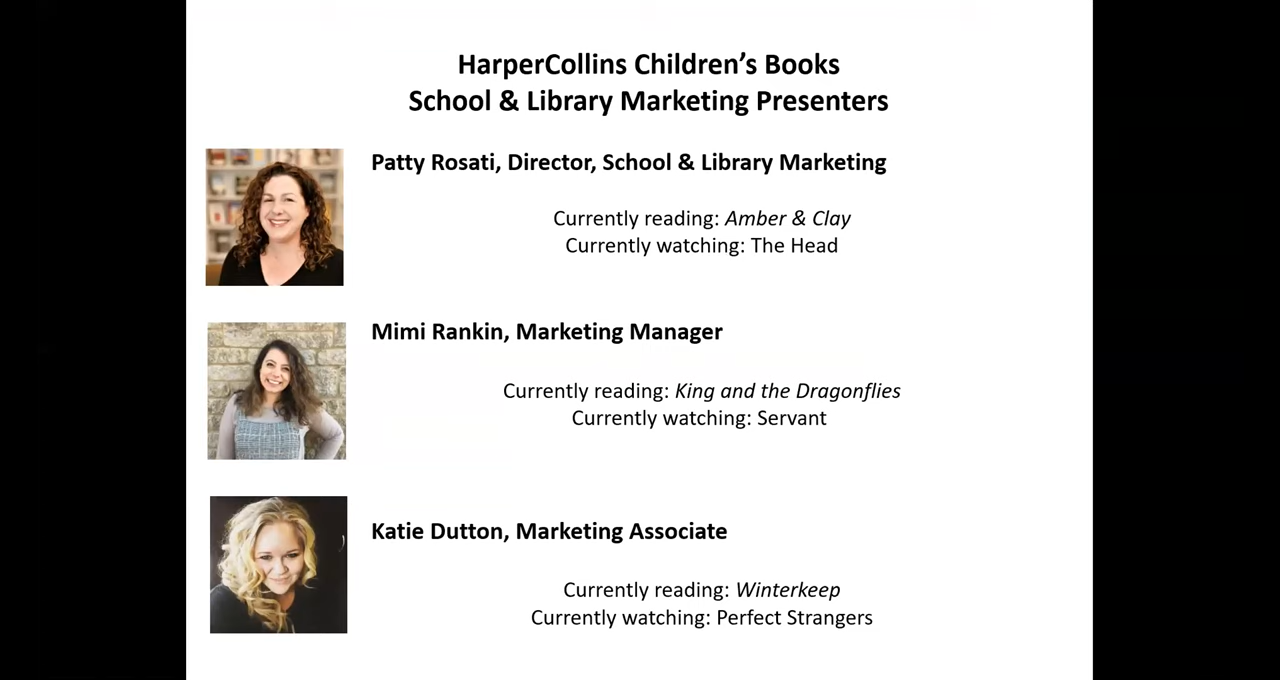 HarperCollins Children’s Books
School & Library Marketing Presenters
Patty Rosati, Director, School & Library Marketing
Currently reading: Amber & Clay
Currently watching: The Head
Mimi Rankin, Marketing Manager
Currently reading: King and the Dragonflies
Currently watching: Servant
Katie Dutton, Marketing Associate
Currently reading: Winterkeep
Currently watching: Perfect Strangers